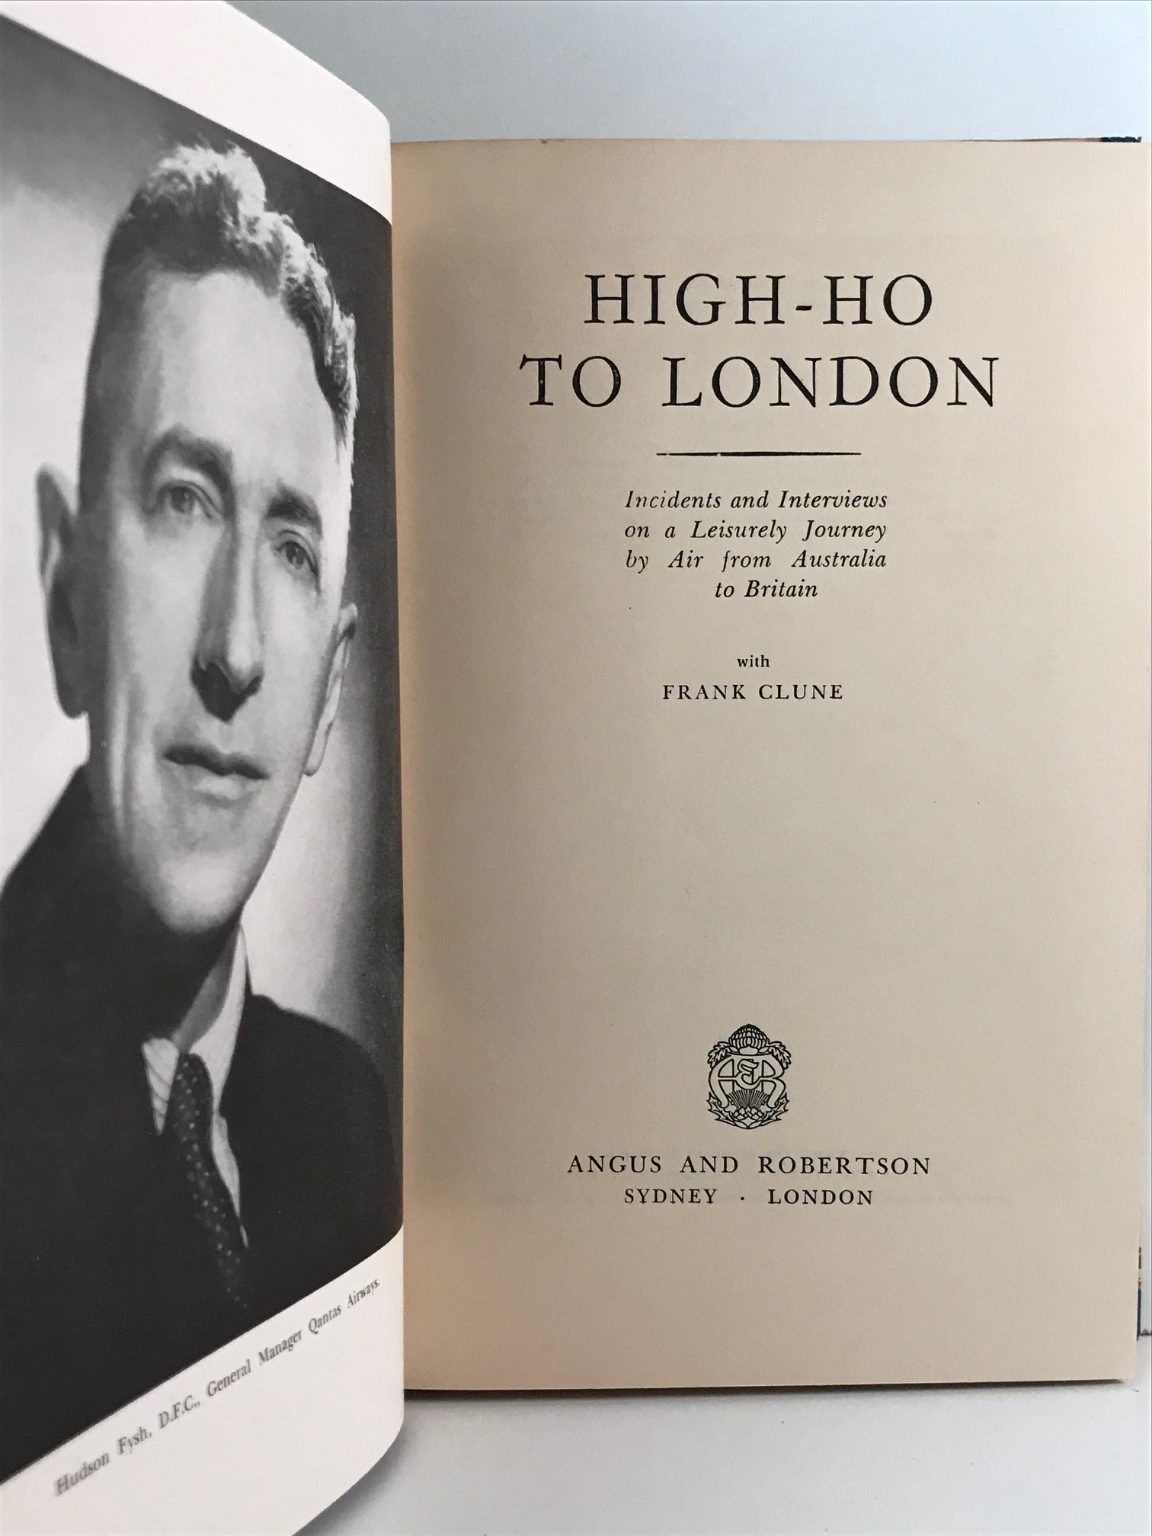 Hudson Fysh, D.F.C., General Manager Qantas Airways.
HIGH-HO
TO LONDON
Incidents and Interviews
on a Leisurely Journey
by Air from Australia
to Britain
with
FRANK CLUNE
A&R
ANGUS AND ROBERTSON
SYDNEY · LONDON